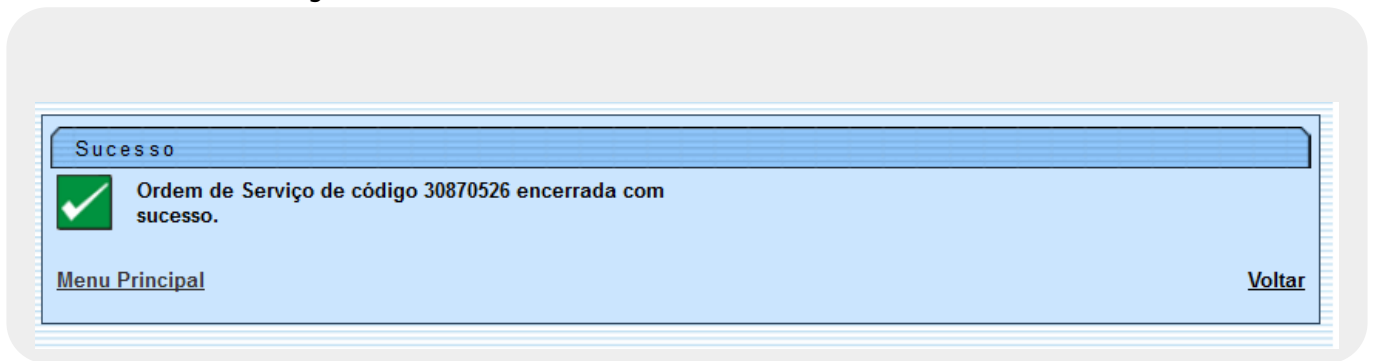 Sucesso
Ordem de Serviço de código 30870526 encerrada com
sucesso.
Menu Principal
Voltar